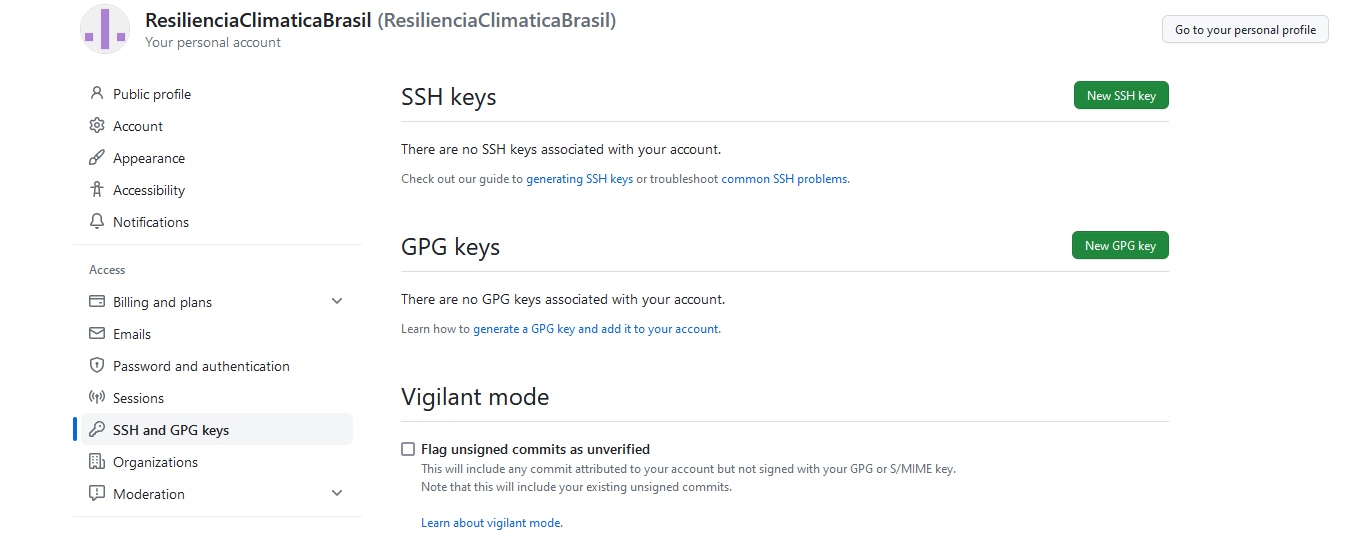 ResilienciaClimaticaBrasil (ResilienciaClimaticaBrasil)
Your personal account
Go to your personal profile
Public profile
Account
Appearance
Accessibility
Notifications
Access
Billing and plans
Emails
Password and authentication
Sessions
SSH and GPG keys
Organizations
Moderation
SSH keys
New SSH key
There are no SSH keys associated with your account.
Check out our guide to generating SSH keys or troubleshoot common SSH problems.
GPG keys
New GPG key
There are no GPG keys associated with your account.
Learn how to generate a GPG key and add it to your account.
Vigilant mode
Flag unsigned commits as unverified
This will include any commit attributed to your account but not signed with your GPG or S/MIME key.
Note that this will include your existing unsigned commits.
Learn about vigilant mode.